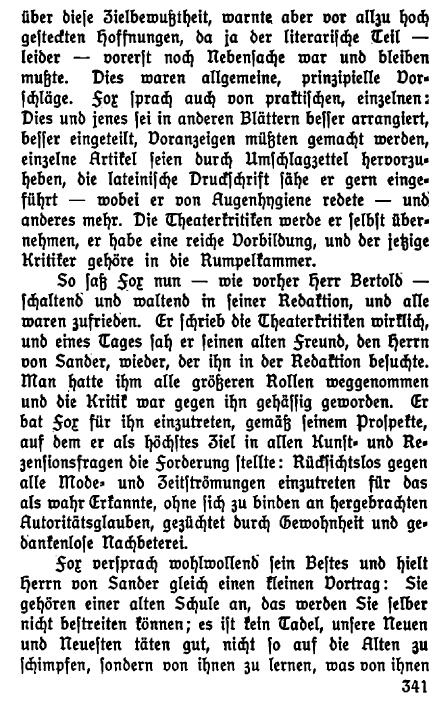 über diese Zielbewußtheit, warnte aber vor allzu hoch
gesteckten Hoffnungen, da ja der literarische Teil —
leider — vorerst noch Nebensache war und bleiben
mußte. Dies waren allgemeine, prinzipielle Vor-
schläge. Fox sprach auch von praktischen, einzelnen:
Dies und jenes sei in anderen Blättern besser arrangiert,
besser eingeteilt, Voranzeigen müßten gemacht werden,
einzelne Artikel seien durch Umschlagzettel hervorzu-
heben, die lateinische Druckschrift sähe er gern einge-
führt — wobei er von Augenhygiene redete — und
anderes mehr. Die Theaterkritiken werde er selbst über-
nehmen, er habe eine reiche Vorbildung, und der jetzige
Kritiker gehöre in die Rumpelkammer.
So saß Fox nun — wie vorher Herr Bertold —
schaltend und waltend in seiner Redaktion, und alle
waren zufrieden. Er schrieb die Theaterkritiken wirklich,
und eines Tages sah er seinen alten Freund, den Herrn
von Sander, wieder, der ihn in der Redaktion besuchte.
Man hatte ihm alle größeren Rollen weggenommen
und die Kritik war gegen ihn gehässig geworden. Er
bat Fox für ihn einzutreten, gemäß seinem Prospekte,
auf dem er als höchstes Ziel in allen Kunst- und Re-
zensionsfragen die Forderung stellte: Rücksichtslos gegen
alle Mode- und Zeitströmungen einzutreten für das
als wahr Erkannte, ohne sich zu binden an hergebrachten
Autoritätsglauben, gezüchtet durch Gewohnheit und ge-
dankenlose Nachbeterei.
Fox versprach wohlwollend sein Bestes und hielt
Herrn von Sander gleich einen kleinen Vortrag: Sie
gehören einer alten Schule an, das werden Sie selber
nicht bestreiten können; es ist kein Tadel, unsere Neuen
und Neuesten täten gut, nicht so auf die Alten zu
schimpfen, sondern von ihnen zu lernen, was von ihnen
341